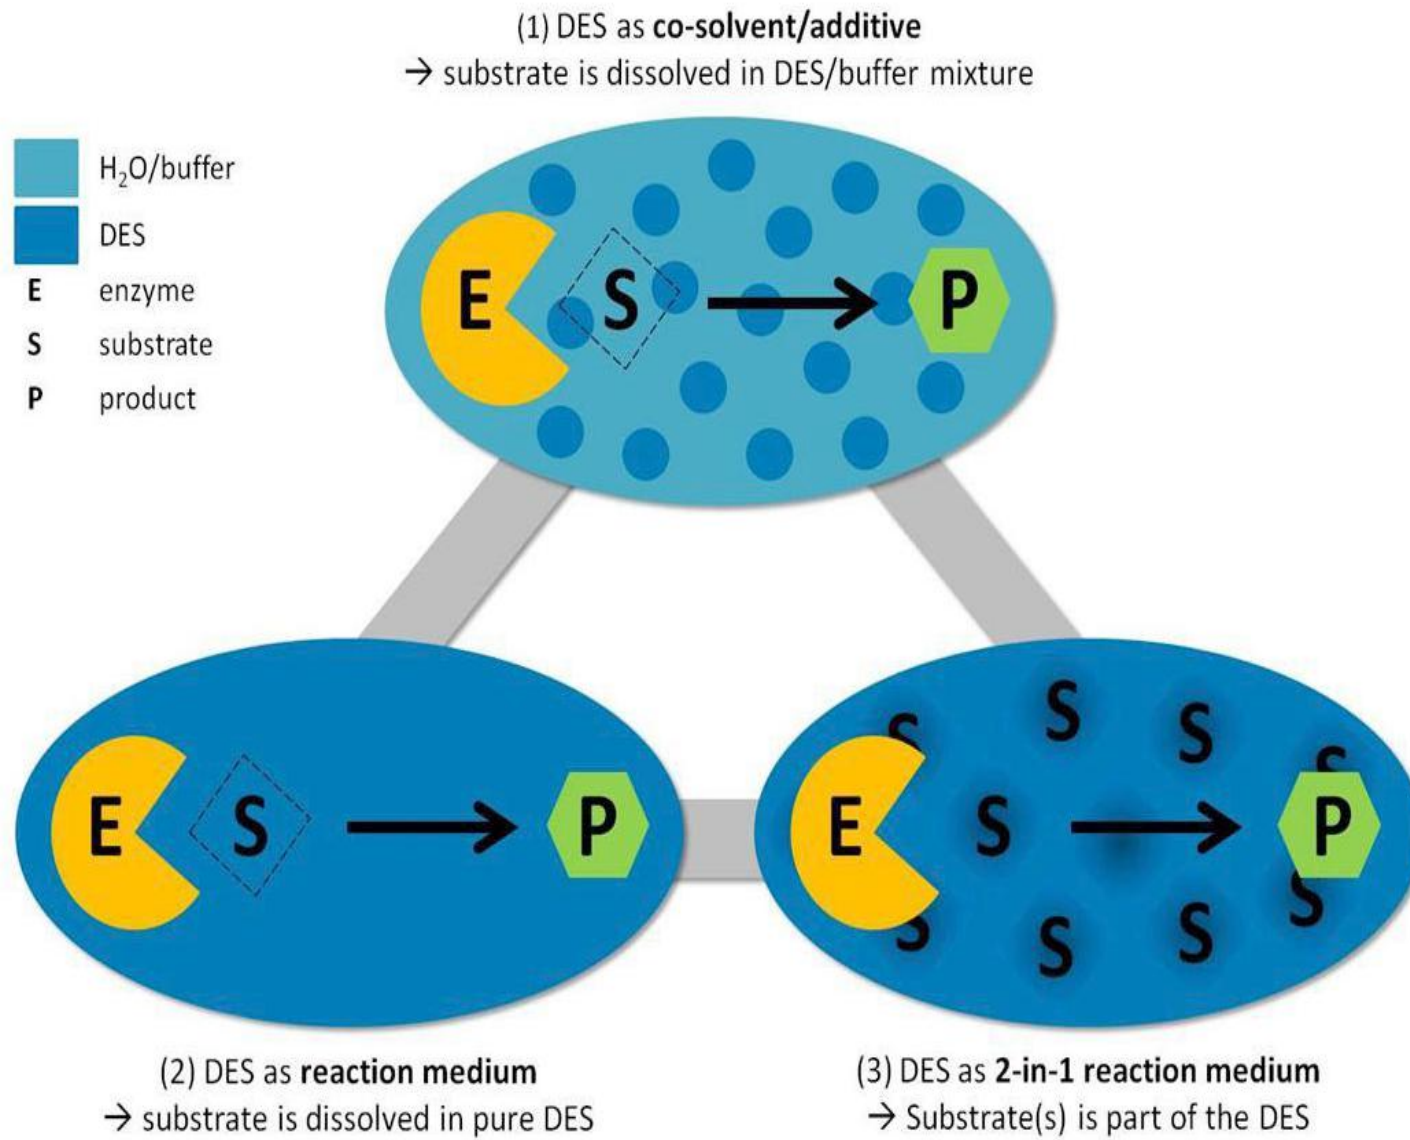 (1) DES as co-solvent/additive
→ substrate is dissolved in DES/buffer mixture
H₂O/buffer
DES
E enzyme
S substrate
P product
E S P
E S P
S S S S
E S P
S S S S
(2) DES as reaction medium
→ substrate is dissolved in pure DES
(3) DES as 2-in-1 reaction medium
→ Substrate(s) is part of the DES